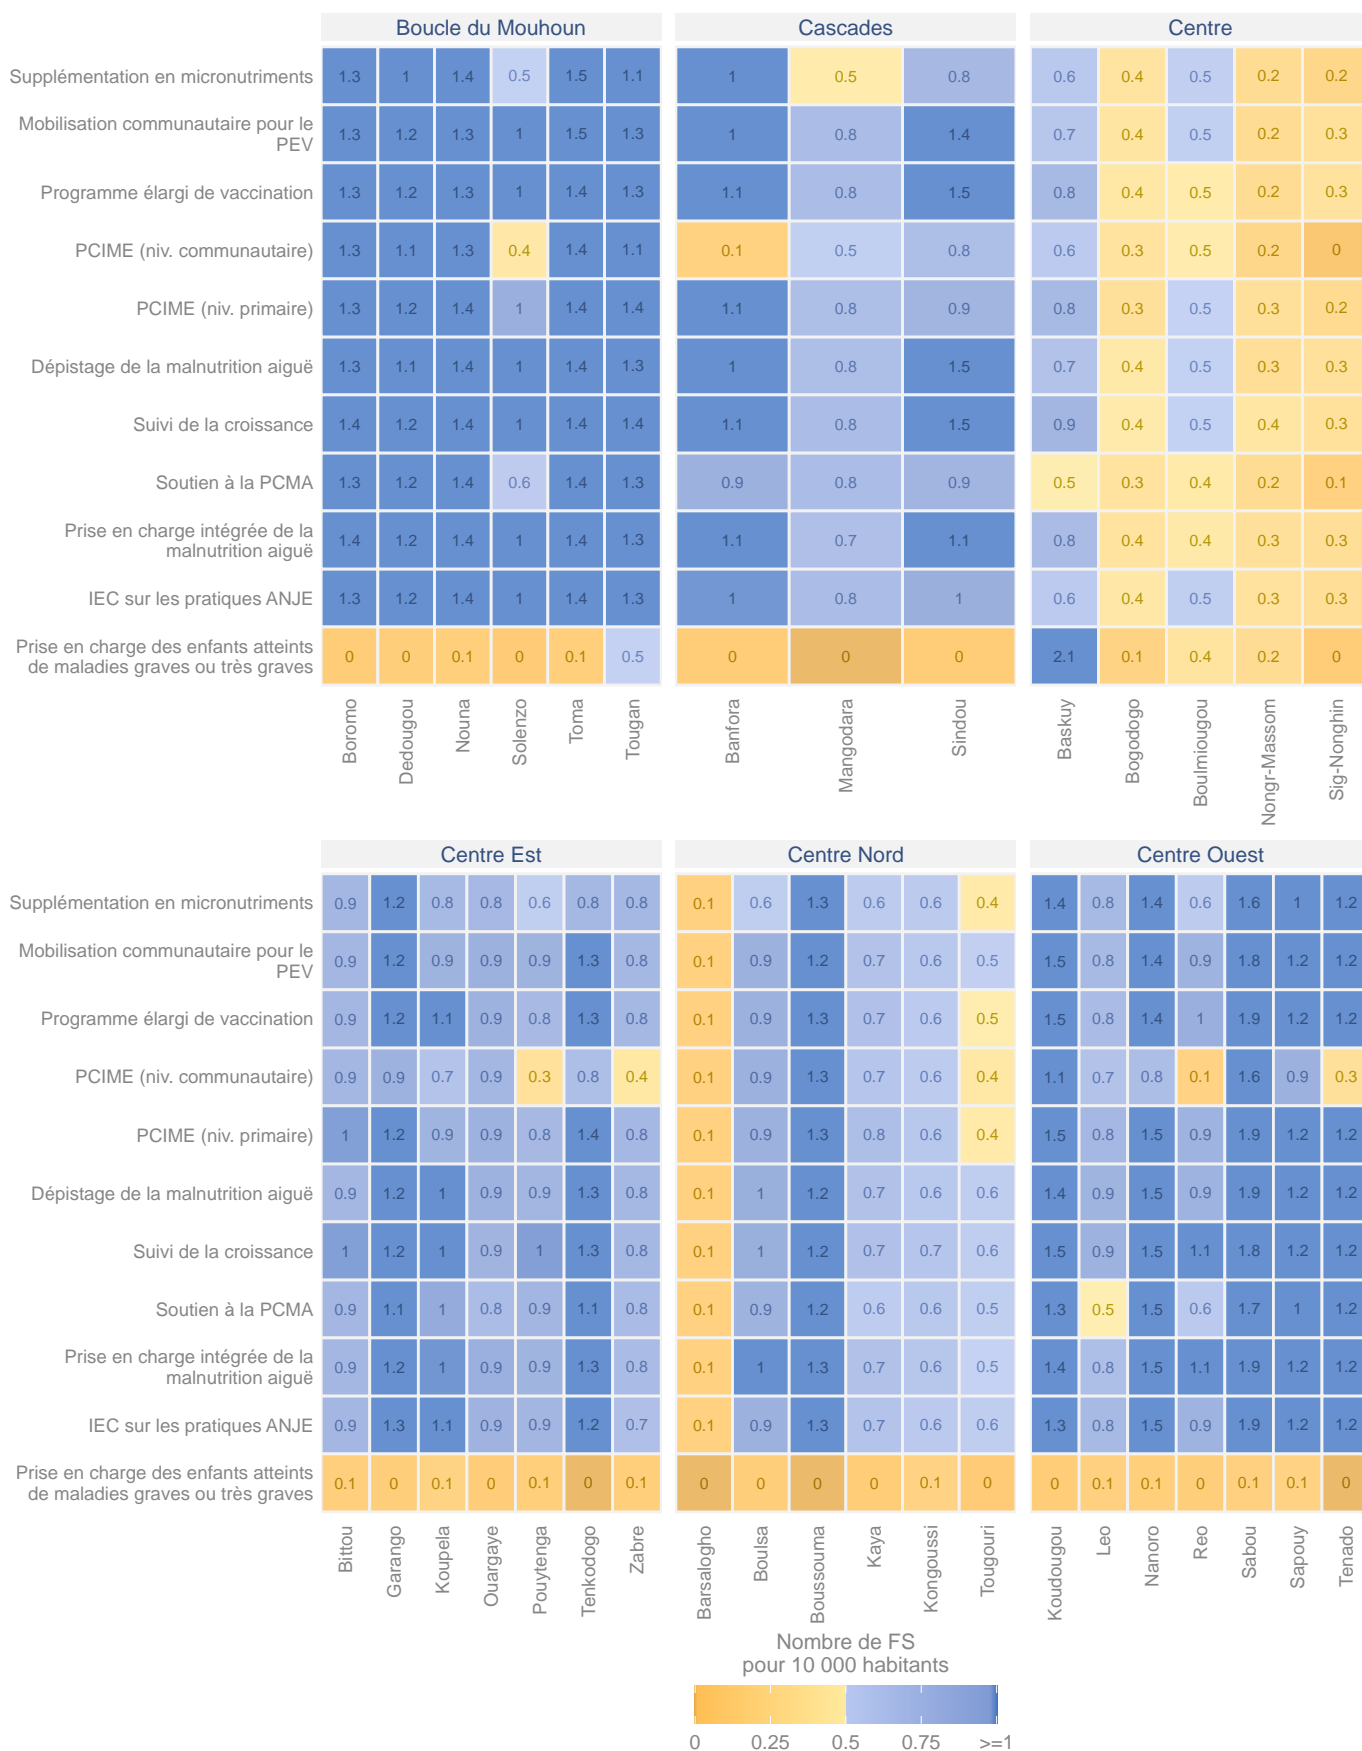 Boucle du Mouhoun Cascades Centre
Supplémentation en micronutriments 1.3 1 1.4 0.5 1.5 1.1 1 0.5 0.8 0.6 0.4 0.5 0.2 0.2
Mobilisation communautaire pour le
PEV 1.3 1.2 1.3 1 1.5 1.3 1 0.8 1.4 0.7 0.4 0.5 0.2 0.3
Programme élargi de vaccination 1.3 1.2 1.3 1 1.4 1.3 1.1 0.8 1.5 0.8 0.4 0.5 0.2 0.3
PCIME (niv. communautaire) 1.3 1.1 1.3 0.4 1.4 1.1 0.1 0.5 0.8 0.6 0.3 0.5 0.2 0
PCIME (niv. primaire) 1.3 1.2 1.4 1 1.4 1.4 1.1 0.8 0.9 0.8 0.3 0.5 0.3 0.2
Dépistage de la malnutrition aiguë 1.3 1.1 1.4 1 1.4 1.3 1 0.8 1.5 0.7 0.4 0.5 0.3 0.3
Suivi de la croissance 1.4 1.2 1.4 1 1.4 1.4 1.1 0.8 1.5 0.9 0.4 0.5 0.4 0.3
Soutien à la PCMA 1.3 1.2 1.4 0.6 1.4 1.3 0.9 0.8 0.9 0.5 0.3 0.4 0.2 0.1
Prise en charge intégrée de la
malnutrition aiguë 1.4 1.2 1.4 1 1.4 1.3 1.1 0.7 1.1 0.8 0.4 0.4 0.3 0.3
IEC sur les pratiques ANJE 1.3 1.2 1.4 1 1.4 1.3 1 0.8 1 0.6 0.4 0.5 0.3 0.3
Prise en charge des enfants atteints
de maladies graves ou très graves 0 0 0.1 0 0.1 0.5 0 0 0 2.1 0.1 0.4 0.2 0
Boromo Dedougou Nouna Solenzo Toma Tougan Banfora Mangodara Sindou Baskuy Bogodogo Boulmiougou Nongr-Massom Sig-Nonghin
Centre Est Centre Nord Centre Ouest
Supplémentation en micronutriments 0.9 1.2 0.8 0.8 0.6 0.8 0.8 0.1 0.6 1.3 0.6 0.6 0.4 1.4 0.8 1.4 0.6 1.6 1 1.2
Mobilisation communautaire pour le
PEV 0.9 1.2 0.9 0.9 0.9 1.3 0.8 0.1 0.9 1.2 0.7 0.6 0.5 1.5 0.8 1.4 0.9 1.8 1.2 1.2
Programme élargi de vaccination 0.9 1.2 1.1 0.9 0.8 1.3 0.8 0.1 0.9 1.3 0.7 0.6 0.5 1.5 0.8 1.4 1 1.9 1.2 1.2
PCIME (niv. communautaire) 0.9 0.9 0.7 0.9 0.3 0.8 0.4 0.1 0.9 1.3 0.7 0.6 0.4 1.1 0.7 0.8 0.1 1.6 0.9 0.3
PCIME (niv. primaire) 1 1.2 0.9 0.9 0.8 1.4 0.8 0.1 0.9 1.3 0.8 0.6 0.4 1.5 0.8 1.5 0.9 1.9 1.2 1.2
Dépistage de la malnutrition aiguë 0.9 1.2 1 0.9 0.9 1.3 0.8 0.1 1 1.2 0.7 0.6 0.6 1.4 0.9 1.5 0.9 1.9 1.2 1.2
Suivi de la croissance 1 1.2 1 0.9 1 1.3 0.8 0.1 1 1.2 0.7 0.7 0.6 1.5 0.9 1.5 1.1 1.8 1.2 1.2
Soutien à la PCMA 0.9 1.1 1 0.8 0.9 1.1 0.8 0.1 0.9 1.2 0.6 0.6 0.5 1.3 0.5 1.5 0.6 1.7 1 1.2
Prise en charge intégrée de la
malnutrition aiguë 0.9 1.2 1 0.9 0.9 1.3 0.8 0.1 1 1.3 0.7 0.6 0.5 1.4 0.8 1.5 1.1 1.9 1.2 1.2
IEC sur les pratiques ANJE 0.9 1.3 1.1 0.9 0.9 1.2 0.7 0.1 0.9 1.3 0.7 0.6 0.6 1.3 0.8 1.5 0.9 1.9 1.2 1.2
Prise en charge des enfants atteints
de maladies graves ou très graves 0.1 0 0.1 0 0.1 0 0.1 0 0 0 0 0.1 0 0 0.1 0.1 0 0.1 0.1 0
Bittou Garango Koupela Ouargaye Pouytenga Tenkodogo Zabre Barsalogho Boulsa Boussouma Kaya Kongoussi Tougouri Koudougou Leo Nanoro Reo Sabou Sapouy Tenado
Nombre de FS
pour 10 000 habitants
0 0.25 0.5 0.75 >=1